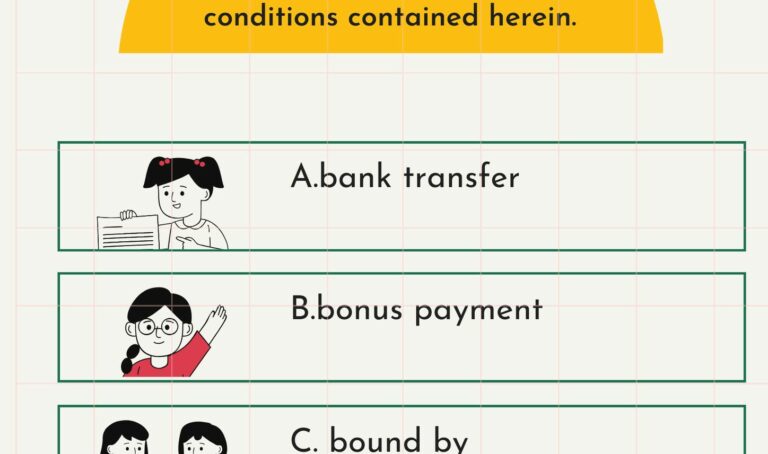 conditions contained herein.
A.bank transfer
B.bonus payment
C. bound by